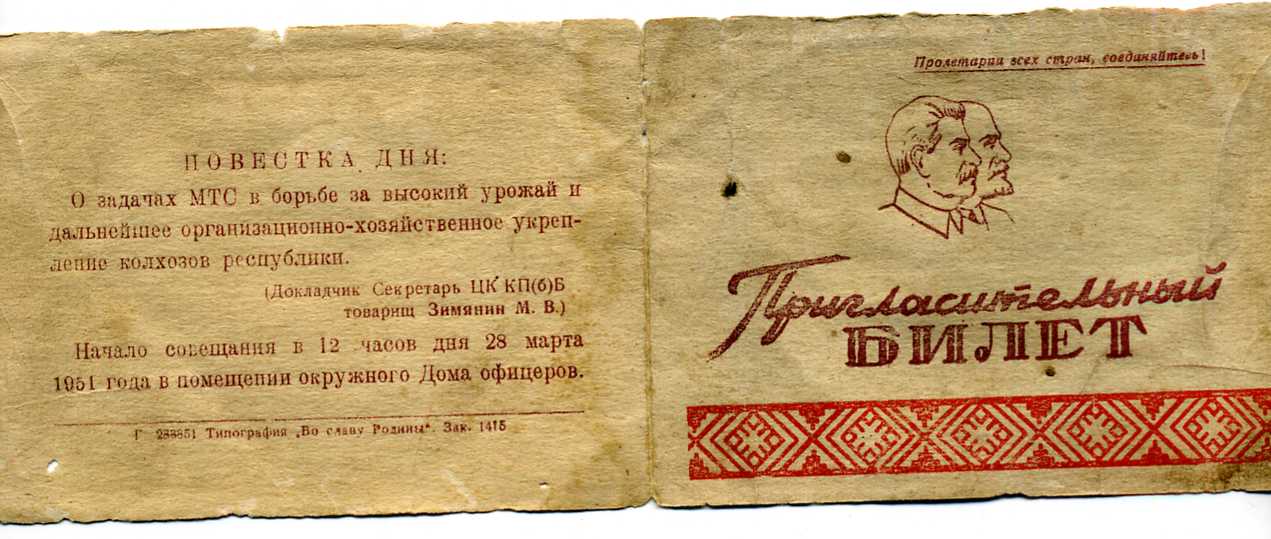 ПОВЕСТКА ДНЯ:
О задачах МТС в борьбе за высокий урожай и
дальнейшее организационно-хозяйственное укреп-
ление колхозов республики.
(Докладчик Секретарь ЦК КП(б)Б
товарищ Зимянин М. В.)
Начало совещания в 12 часов дня 28 марта
1951 года в помещении окружного Дома офицеров.
Типография „Во славу Родины“. Зак. 1415
Пролетарии всех стран, соединяйтесь!
Пригласительный
БИЛЕТ